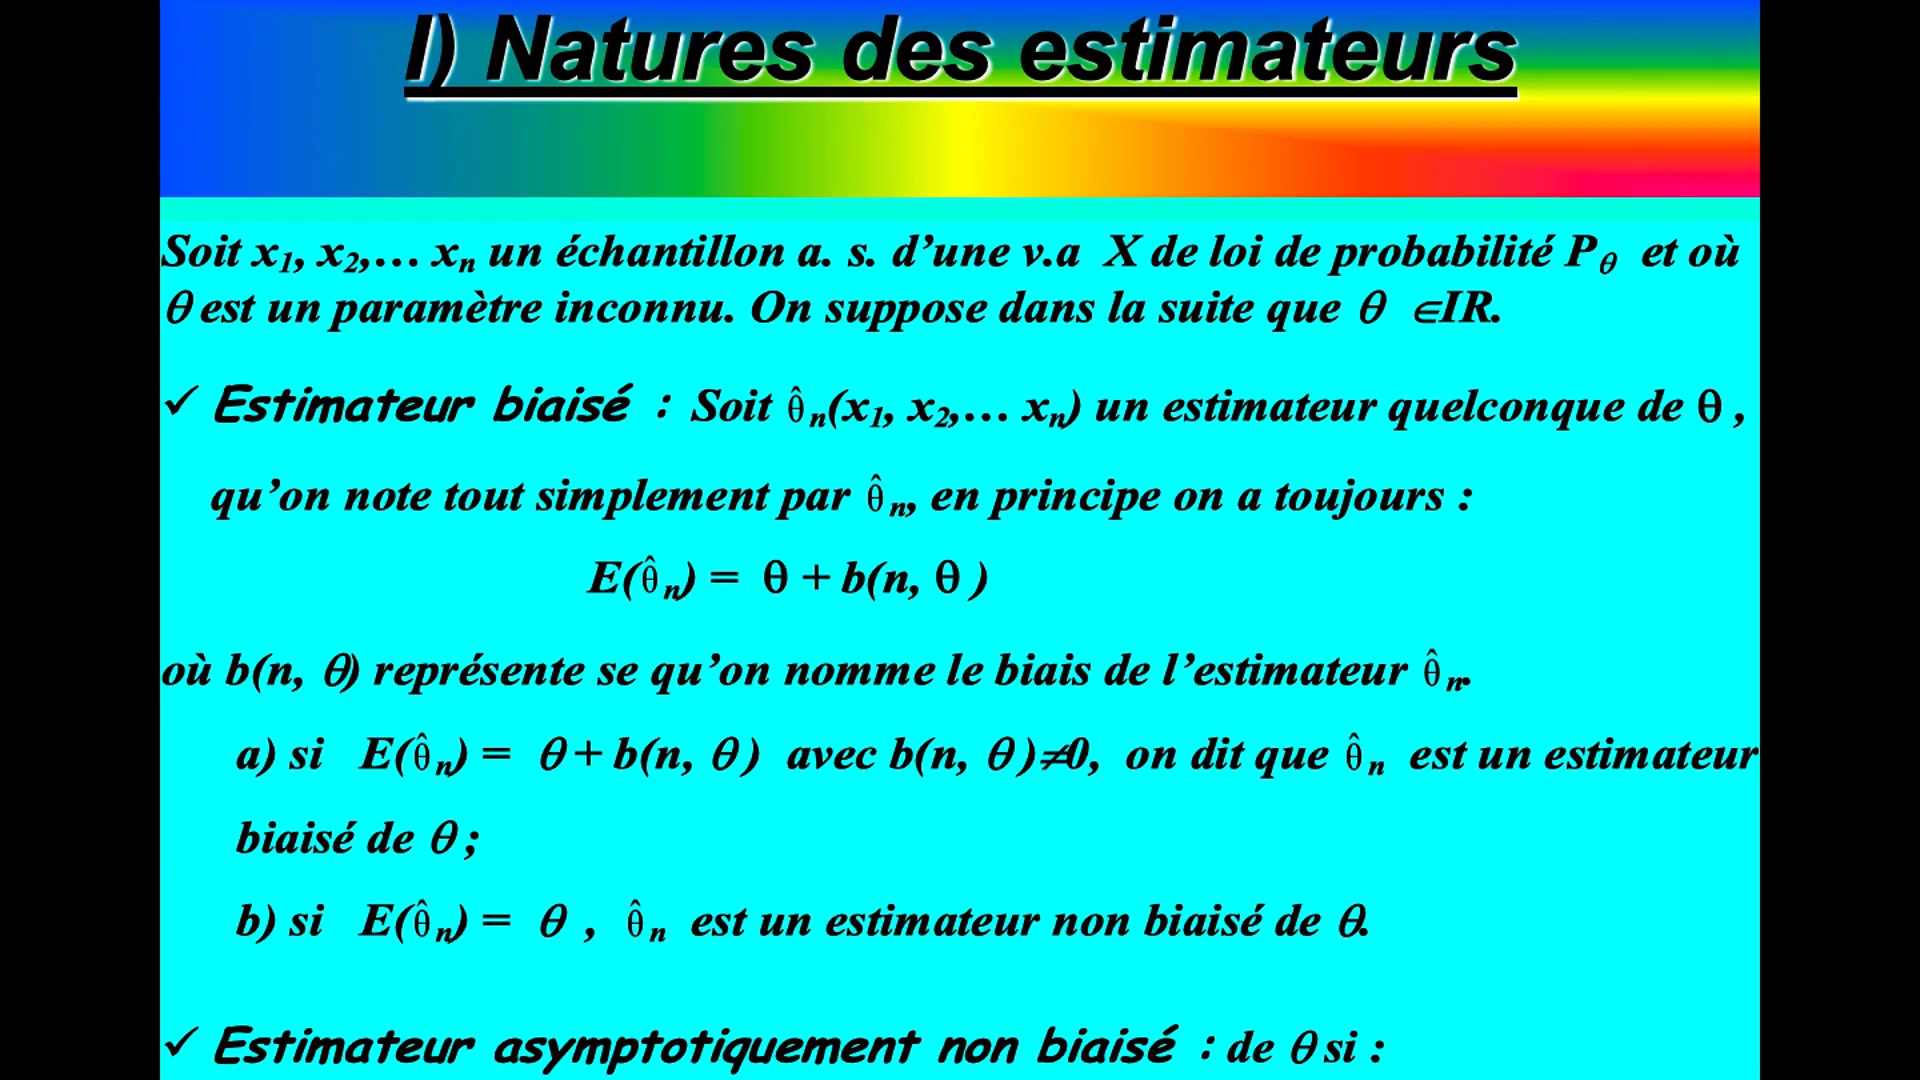 I) Natures des estimateurs
Soit x₁, x₂,… xₙ un échantillon a. s. d’une v.a X de loi de probabilité P θ et où
θ est un paramètre inconnu. On suppose dans la suite que θ ∈IR.
✓ Estimateur biaisé : Soit θ̂ ₙ(x₁, x₂,… xₙ) un estimateur quelconque de θ ,
qu’on note tout simplement par θ̂ ₙ, en principe on a toujours :
E(θ̂ ₙ) = θ + b(n, θ )
où b(n, θ) représente se qu’on nomme le biais de l’estimateur θ̂ ₙ.
a) si E(θ̂ ₙ) = θ + b(n, θ ) avec b(n, θ )≠0, on dit que θ̂ ₙ est un estimateur
biaisé de θ ;
b) si E(θ̂ ₙ) = θ , θ̂ ₙ est un estimateur non biaisé de θ.
✓ Estimateur asymptotiquement non biaisé : de θ si :